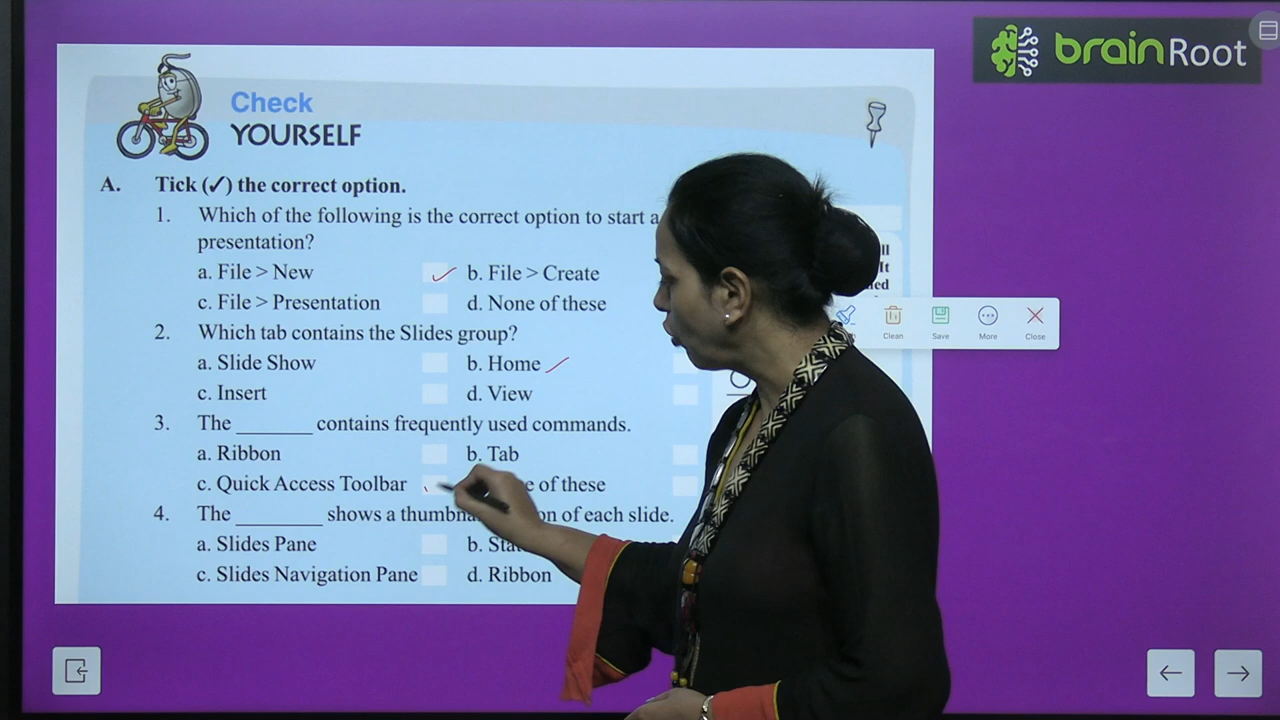 brainRoot
Check
YOURSELF
A. Tick (✓) the correct option.
1. Which of the following is the correct option to start a
presentation?
a. File > New ✓ b. File > Create
c. File > Presentation d. None of these
2. Which tab contains the Slides group?
a. Slide Show b. Home ✓
c. Insert d. View
3. The ______ contains frequently used commands.
a. Ribbon b. Tab
c. Quick Access Toolbar of these
4. The ______ shows a of each slide.
a. Slides Pane
c. Slides Navigation Pane d. Ribbon
Clean Save More Close